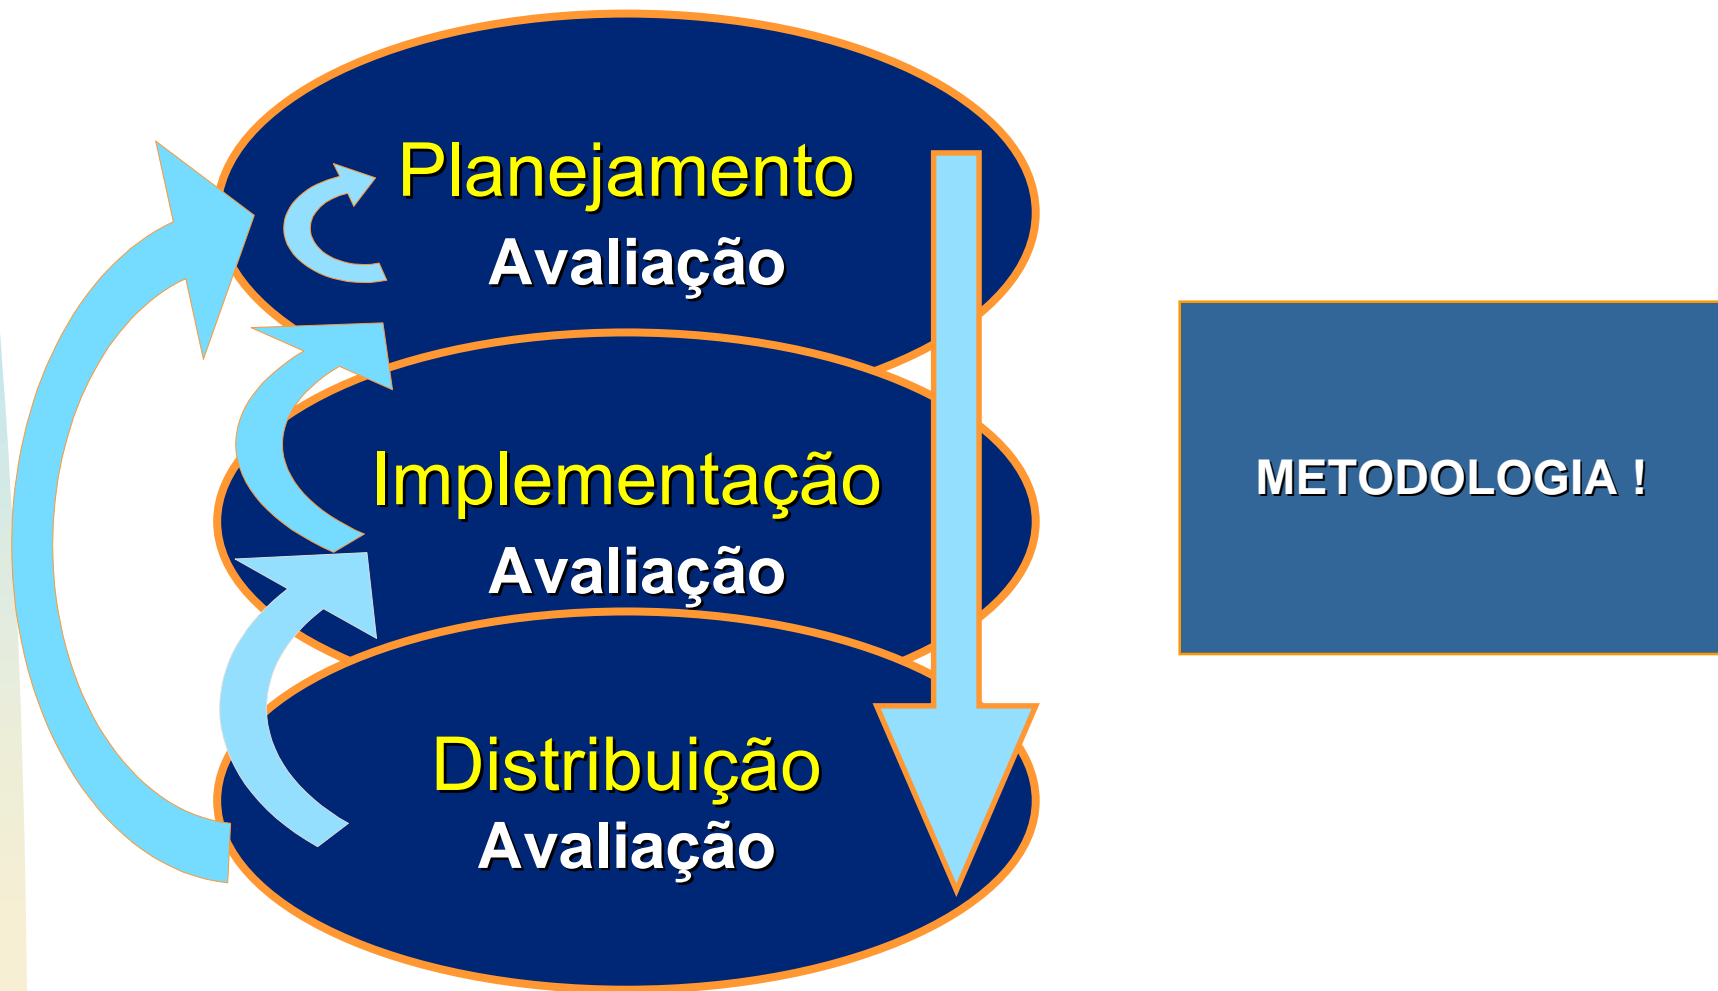 Planejamento
Avaliação
Implementação
Avaliação
Distribuição
Avaliação
METODOLOGIA !